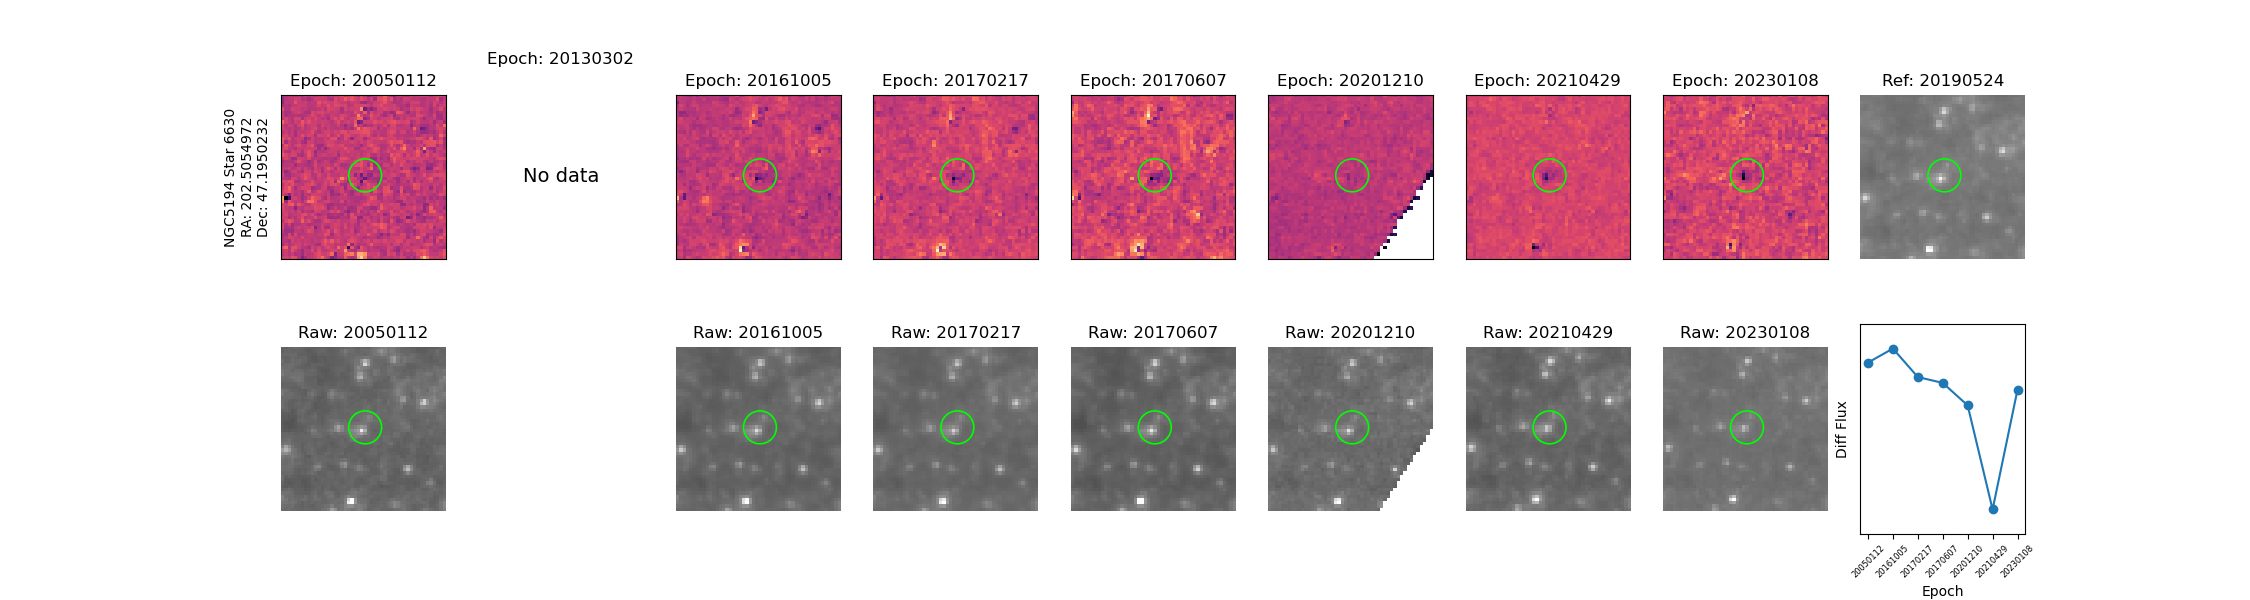 Epoch: 20130302
Epoch: 20050112
Epoch: 20161005
Epoch: 20170217
Epoch: 20170607
Epoch: 20201210
Epoch: 20210429
Epoch: 20230108
Ref: 20190524
NGC5194 Star 6630
RA: 202.5054972
Dec: 47.1950232
No data
Raw: 20050112
Raw: 20161005
Raw: 20170217
Raw: 20170607
Raw: 20201210
Raw: 20210429
Raw: 20230108
Diff Flux
20050112
20161005
20170217
20170607
20201210
20210429
20230108
Epoch